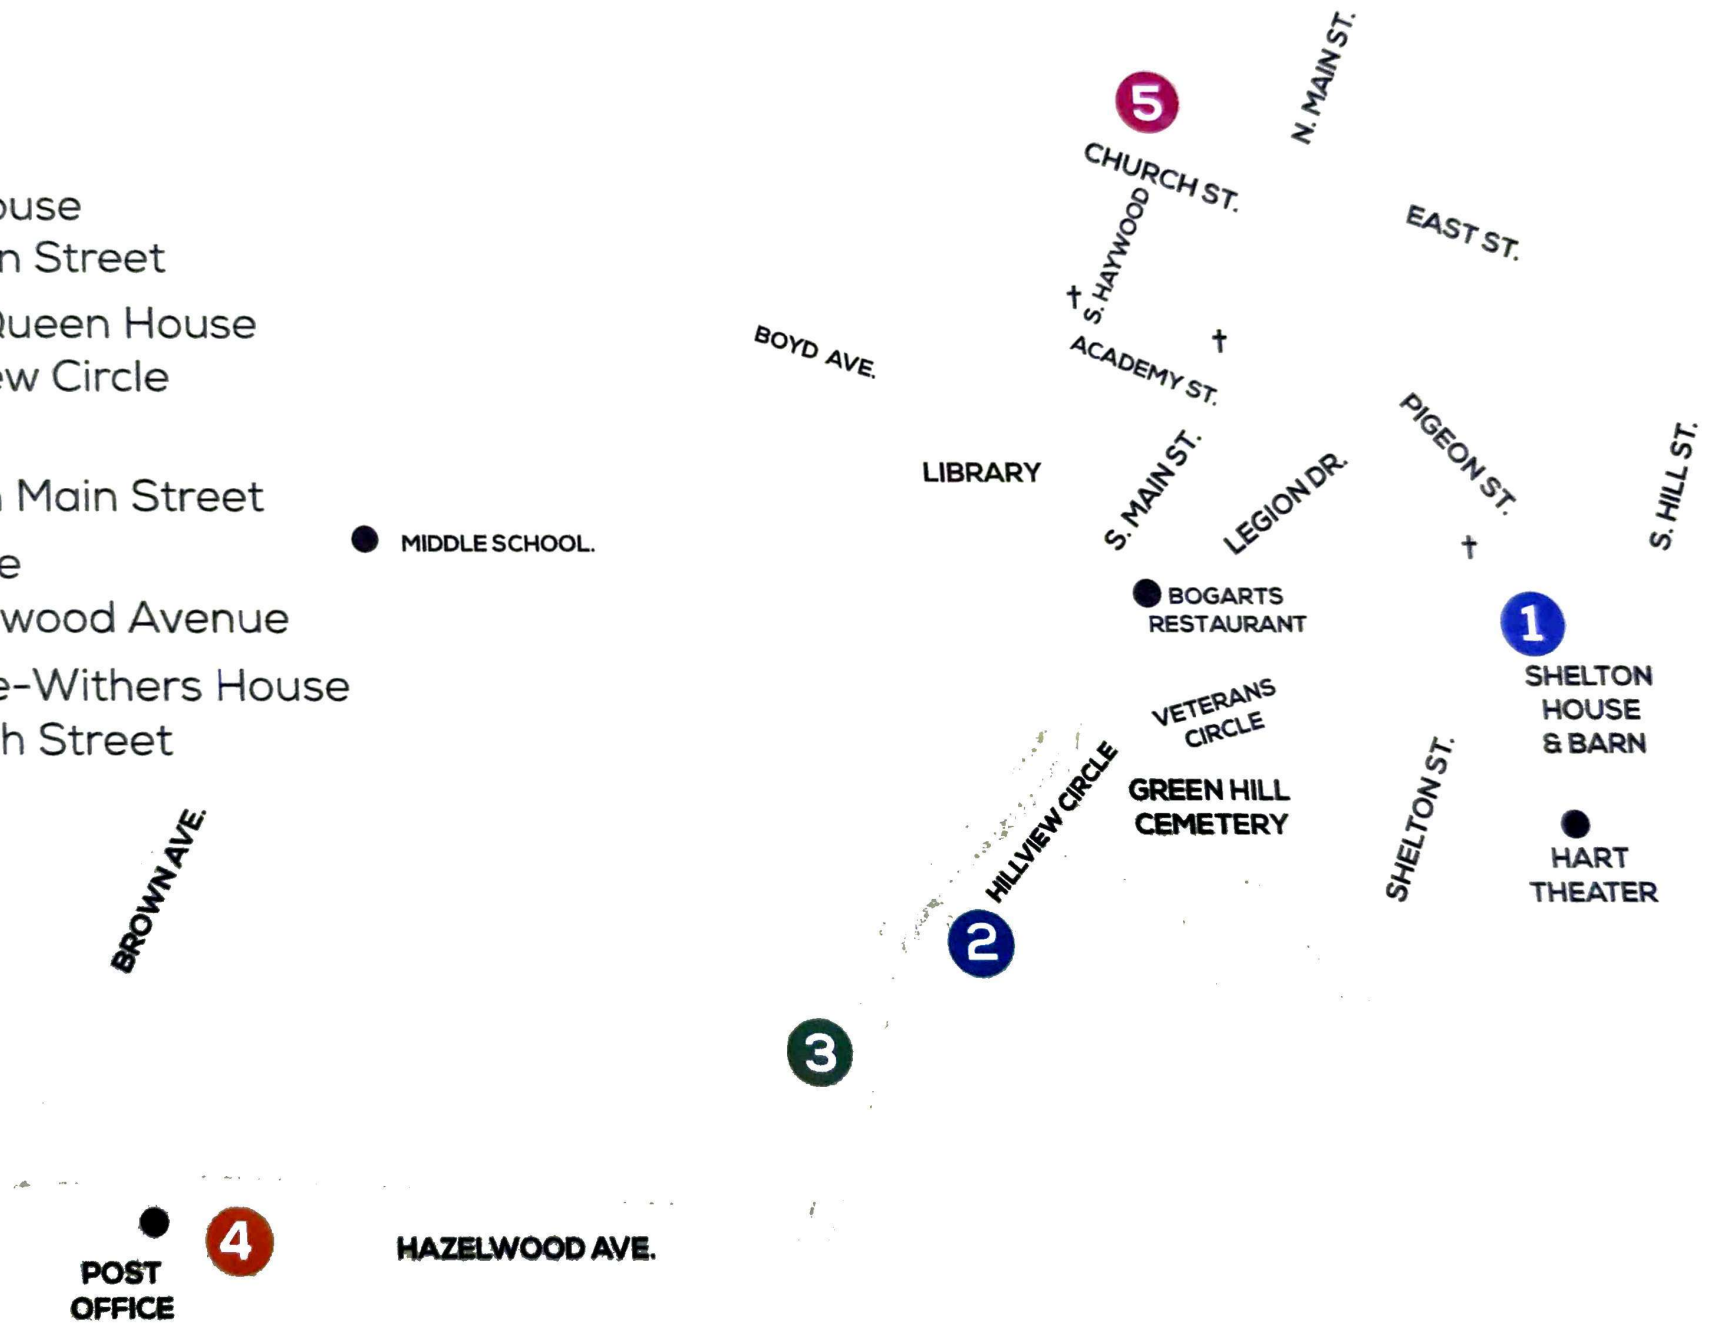 5
N. MAIN ST.
CHURCH ST.
S. HAYWOOD
EAST ST.
ouse
n Street
Queen House
ew Circle
BOYD AVE.
ACADEMY ST.
PIGEON ST.
S. HILL ST.
LIBRARY
S. MAIN ST.
LEGION DR.
n Main Street
MIDDLE SCHOOL.
e
wood Avenue
BOGARTS
RESTAURANT
1
SHELTON
HOUSE
& BARN
e-Withers House
h Street
VETERANS
CIRCLE
HILLVIEW CIRCLE
GREEN HILL
CEMETERY
SHELTON ST.
HART
THEATER
BROWN AVE.
2
3
4
POST
OFFICE
HAZELWOOD AVE.